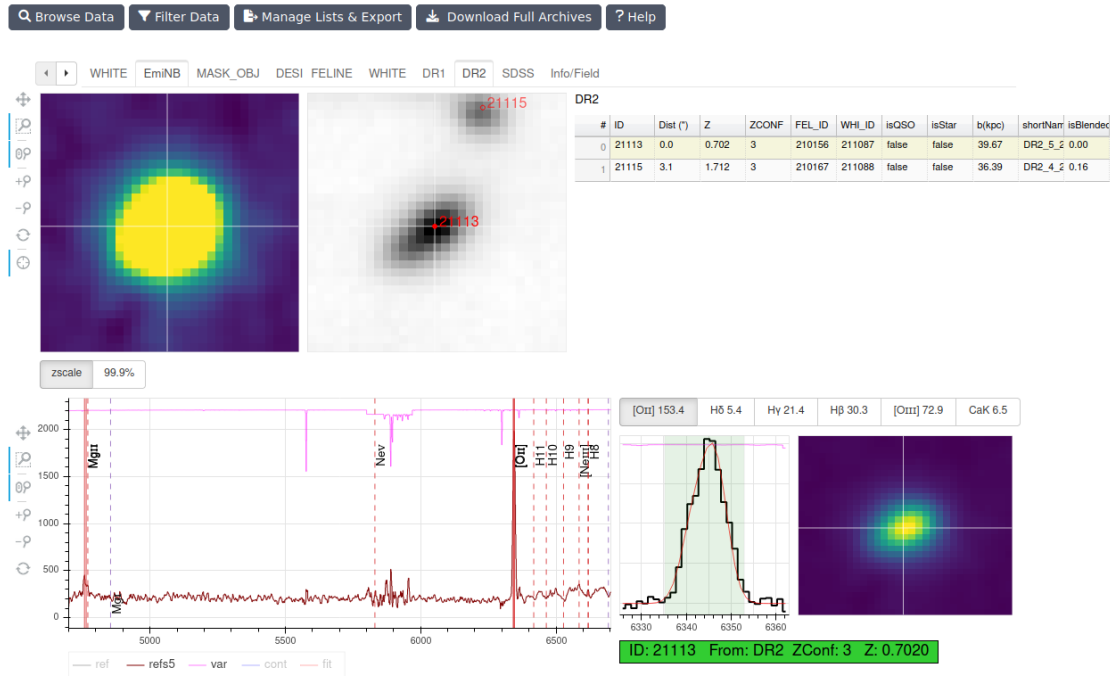 Browse Data Filter Data Manage Lists & Export Download Full Archives ? Help
WHITE EmiNB MASK_OBJ DESI FELINE WHITE DR1 DR2 SDSS Info/Field
21115
21113
DR2
# ID Dist (") Z ZCONF FEL_ID WHI_ID isQSO isStar b(kpc) shortNam isBlended
0 21113 0.0 0.702 3 210156 211087 false false 39.67 DR2_5_2 0.00
1 21115 3.1 1.712 3 210167 211088 false false 36.39 DR2_4_2 0.16
zscale 99.9%
2000
1500
1000
500
0
MgII
MgI
Nev
[OII]
H11
H10
H9
[NeIII]
H8
5000 5500 6000 6500
ref refs5 var cont fit
[OII] 153.4 Hδ 5.4 Hγ 21.4 Hβ 30.3 [OIII] 72.9 CaK 6.5
6330 6340 6350 6360
ID: 21113 From: DR2 ZConf: 3 Z: 0.7020